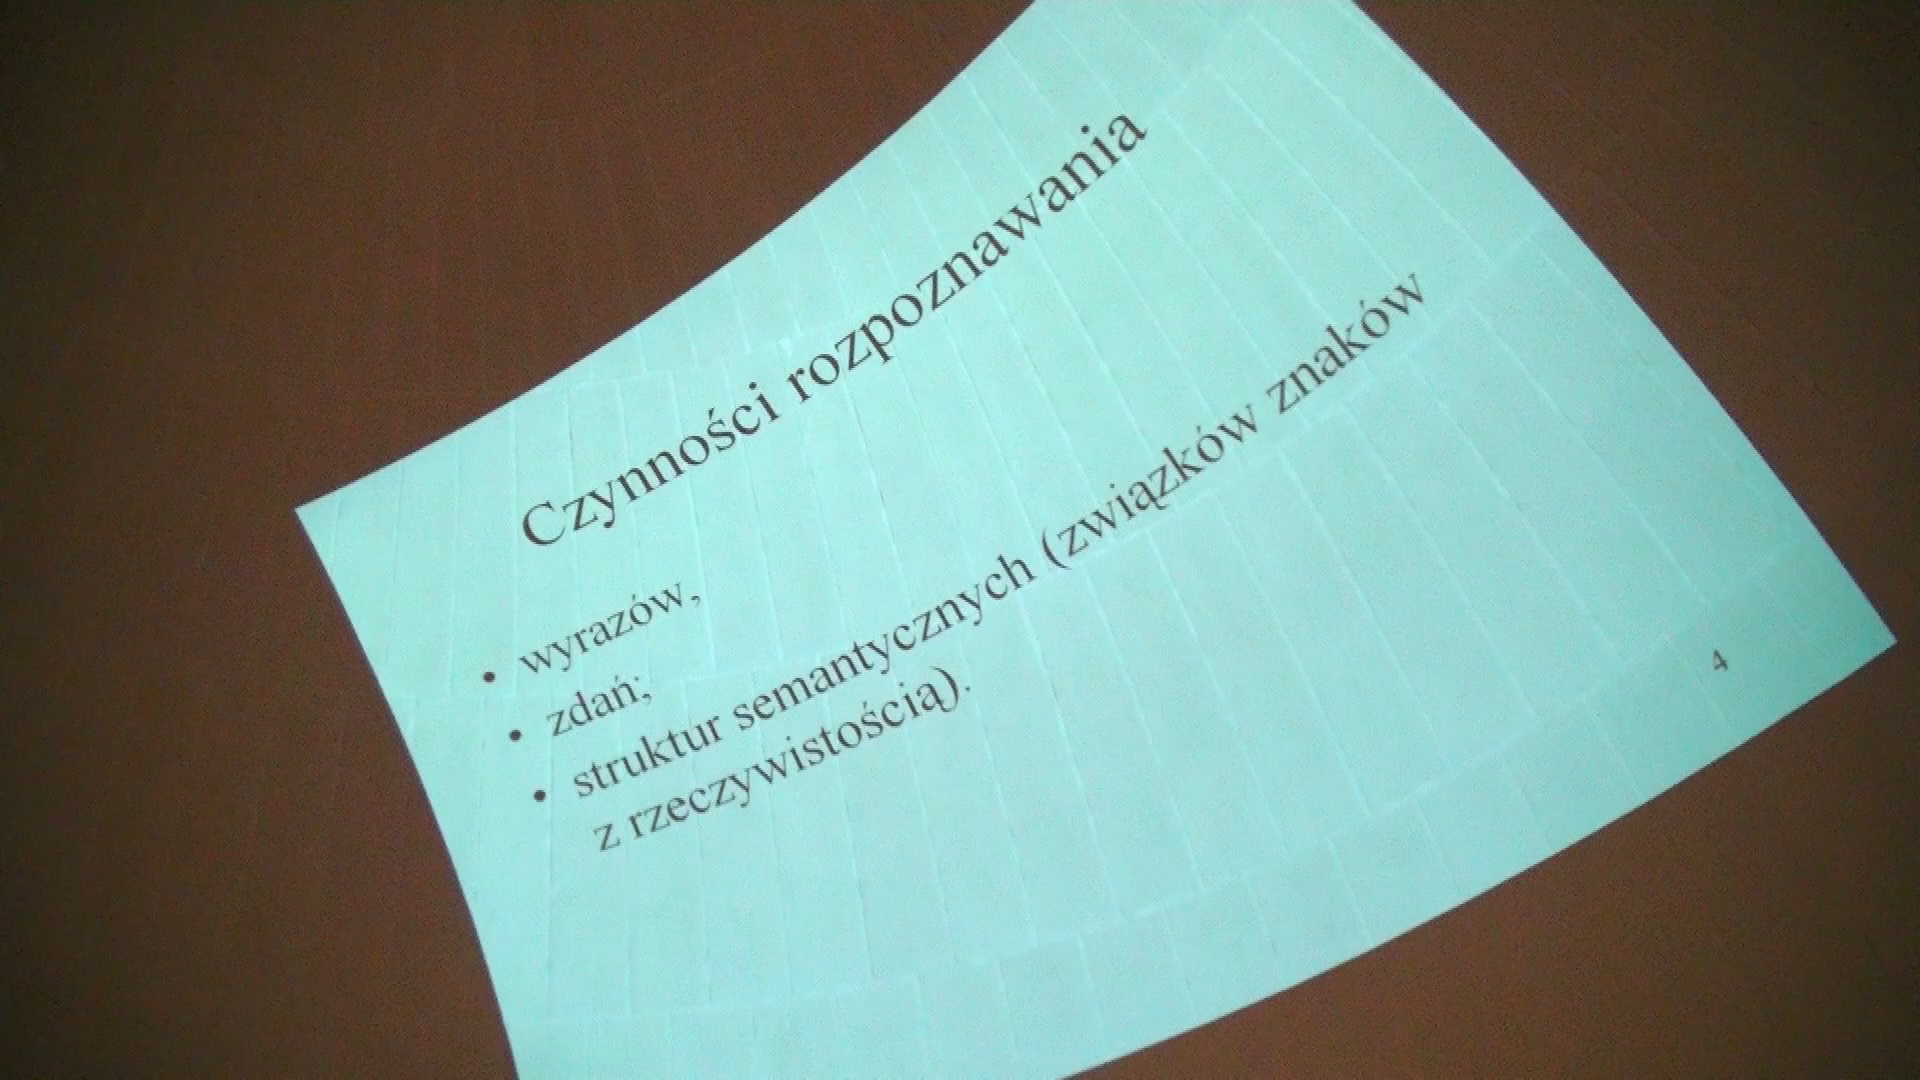 Czynności rozpoznawania
• wyrazów,
• zdań;
• struktur semantycznych (związków znaków
z rzeczywistością).
4